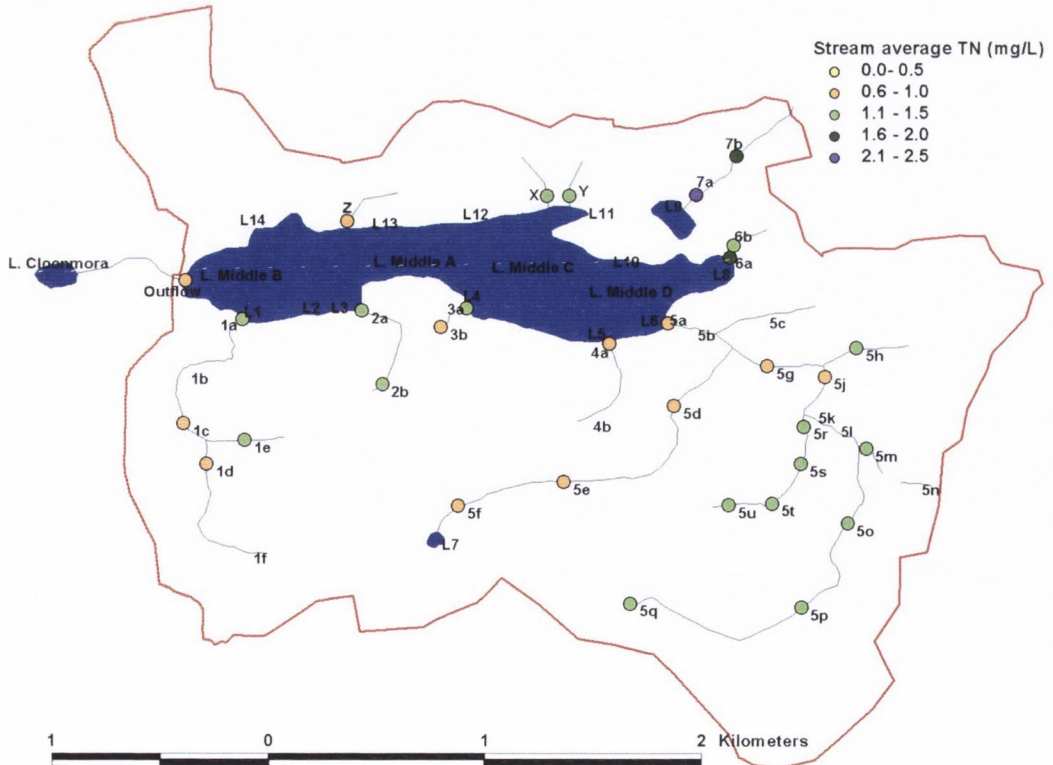 Stream average TN (mg/L)
0.0- 0.5
0.6 - 1.0
1.1 - 1.5
1.6 - 2.0
2.1 - 2.5
7b
7a
X
Y
Z
L9
L14
L13
L12
L11
6b
6a
L. Cloonmora
L. Middle B
L. Middle A
L. Middle C
L10
L8
Outflow
L. Middle D
L1
L2
L3
L4
1a
2a
3a
3b
L5
L6
5a
5b
5c
4a
5h
1b
5g
5j
2b
5d
4b
5k
5r
5l
1c
1e
5m
1d
5s
5n
5e
5f
5u
5t
5o
L7
1f
5q
5p
1
0
1
2 Kilometers